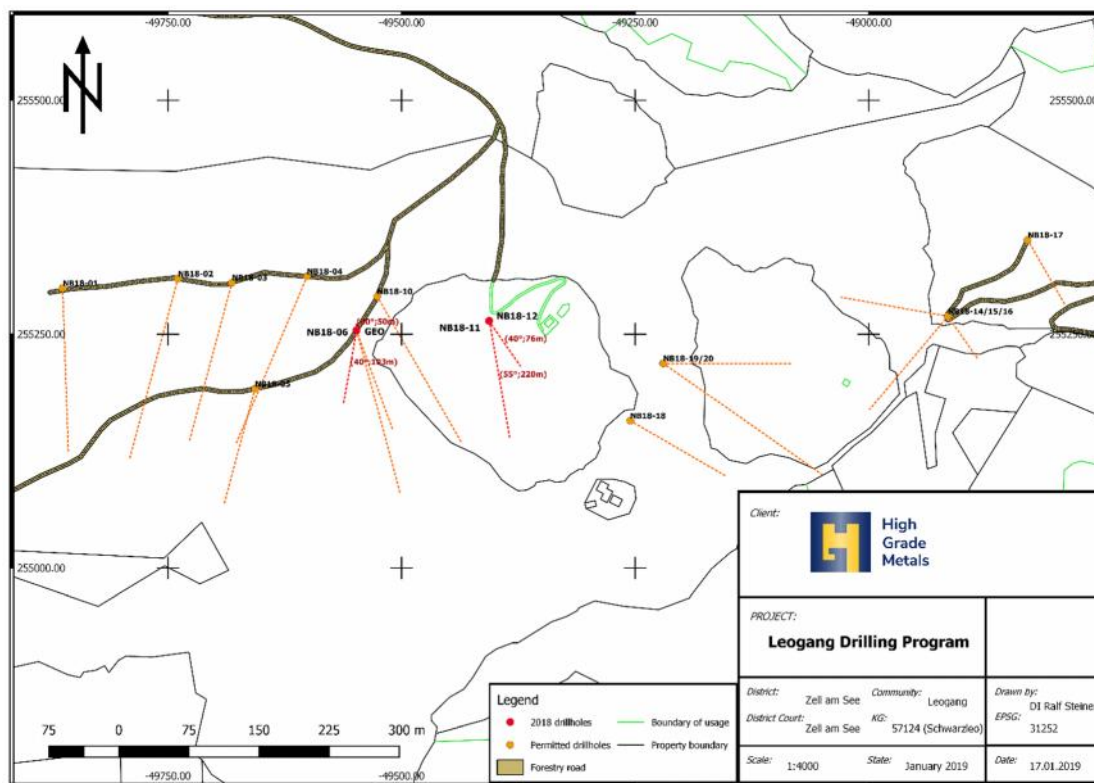 -49750.00 -49500.00 -49250.00 -49000.00
N
255500.00 255500.00
NB18-17
NB18-02
NB18-04
NB18-01
NB18-03
NB18-10
NB18-12
NB18-14/15/16
NB18-11
NB18-06 GEO
255250.00 255250.00
(40°;76m)
NB18-19/20
(55°;220m)
NB18-05
NB18-18
255000.00
Client:
High
Grade
Metals
PROJECT:
Leogang Drilling Program
District: Zell am See Community: Leogang Drawn by: DI Ralf Steine
District Court: Zell am See KG: 57124 (Schwarzleo) EPSG: 31252
Scale: 1:4000 State: January 2019 Date: 17.01.2019
Legend
2018 drillholes Boundary of usage
Permitted drillholes Property boundary
Forestry road
75 0 75 150 225 300 m
-49750.00 -49500.00